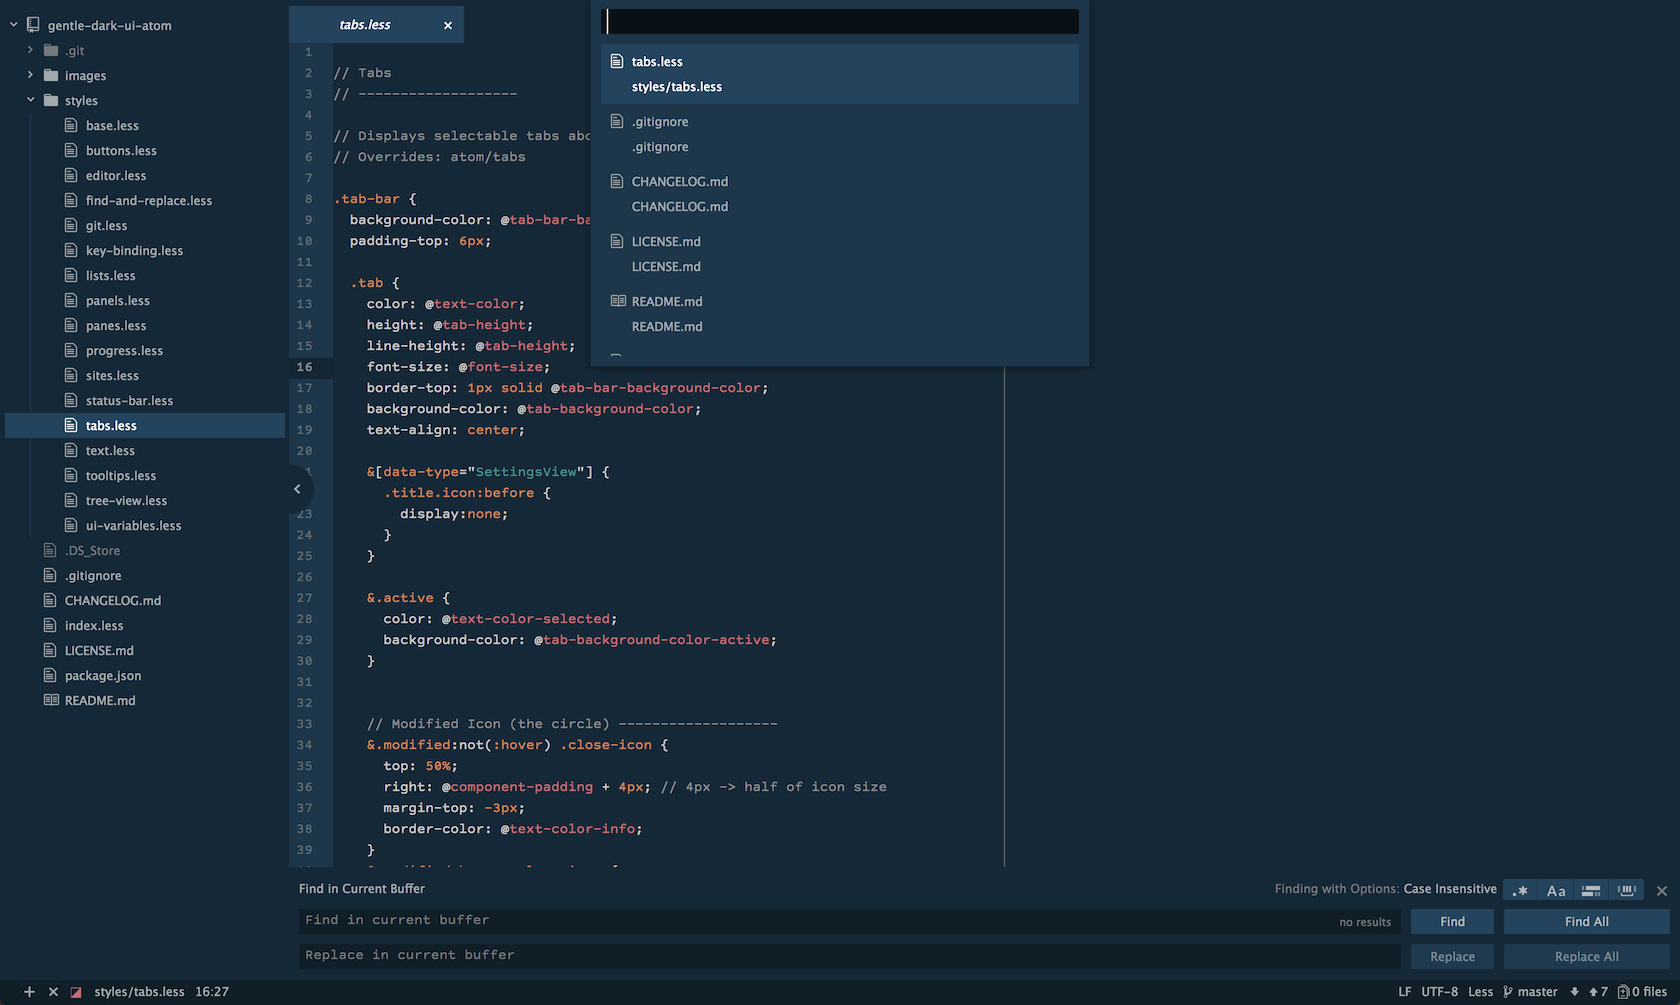 gentle-dark-ui-atom
.git
images
styles
base.less
buttons.less
editor.less
find-and-replace.less
git.less
key-binding.less
lists.less
panels.less
panes.less
progress.less
sites.less
status-bar.less
tabs.less
text.less
tooltips.less
tree-view.less
ui-variables.less
.DS_Store
.gitignore
CHANGELOG.md
index.less
LICENSE.md
package.json
README.md
tabs.less
1
2 // Tabs
3 // -------------------
4
5 // Displays selectable tabs abo
6 // Overrides: atom/tabs
7
8 .tab-bar {
9 background-color: @tab-bar-ba
10 padding-top: 6px;
11
12 .tab {
13 color: @text-color;
14 height: @tab-height;
15 line-height: @tab-height;
16 font-size: @font-size;
17 border-top: 1px solid @tab-bar-background-color;
18 background-color: @tab-background-color;
19 text-align: center;
20
&[data-type="SettingsView"] {
.title.icon:before {
23 display:none;
24 }
25 }
26
27 &.active {
28 color: @text-color-selected;
29 background-color: @tab-background-color-active;
30 }
31
32
33 // Modified Icon (the circle) -------------------
34 &.modified:not(:hover) .close-icon {
35 top: 50%;
36 right: @component-padding + 4px; // 4px -> half of icon size
37 margin-top: -3px;
38 border-color: @text-color-info;
39 }
tabs.less
styles/tabs.less
.gitignore
.gitignore
CHANGELOG.md
CHANGELOG.md
LICENSE.md
LICENSE.md
README.md
README.md
Find in Current Buffer
Finding with Options: Case Insensitive
.* Aa
Find in current buffer
no results
Find
Find All
Replace in current buffer
Replace
Replace All
styles/tabs.less 16:27
LF UTF-8 Less master 7 0 files